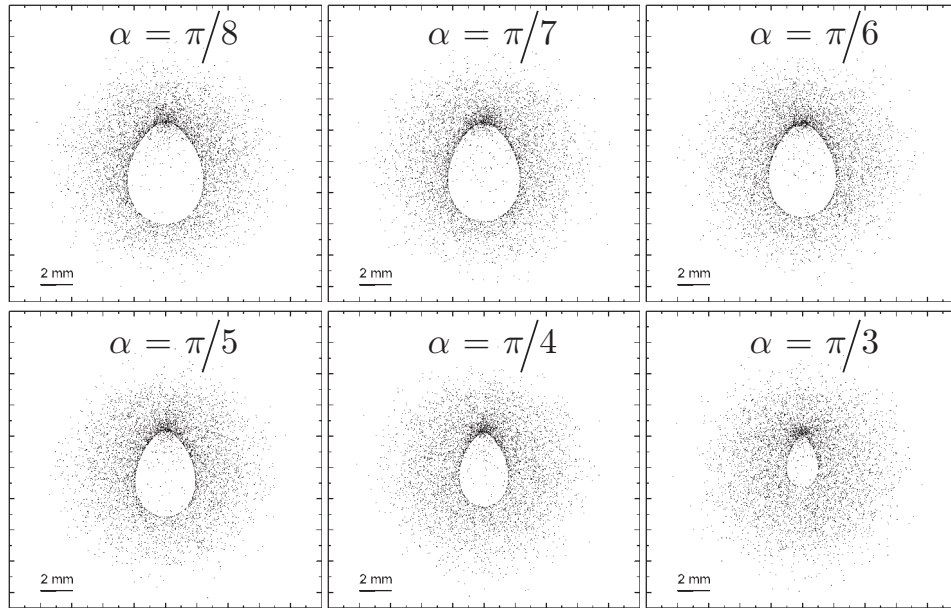 α = π/8
α = π/7
α = π/6
2 mm
2 mm
2 mm
α = π/5
α = π/4
α = π/3
2 mm
2 mm
2 mm